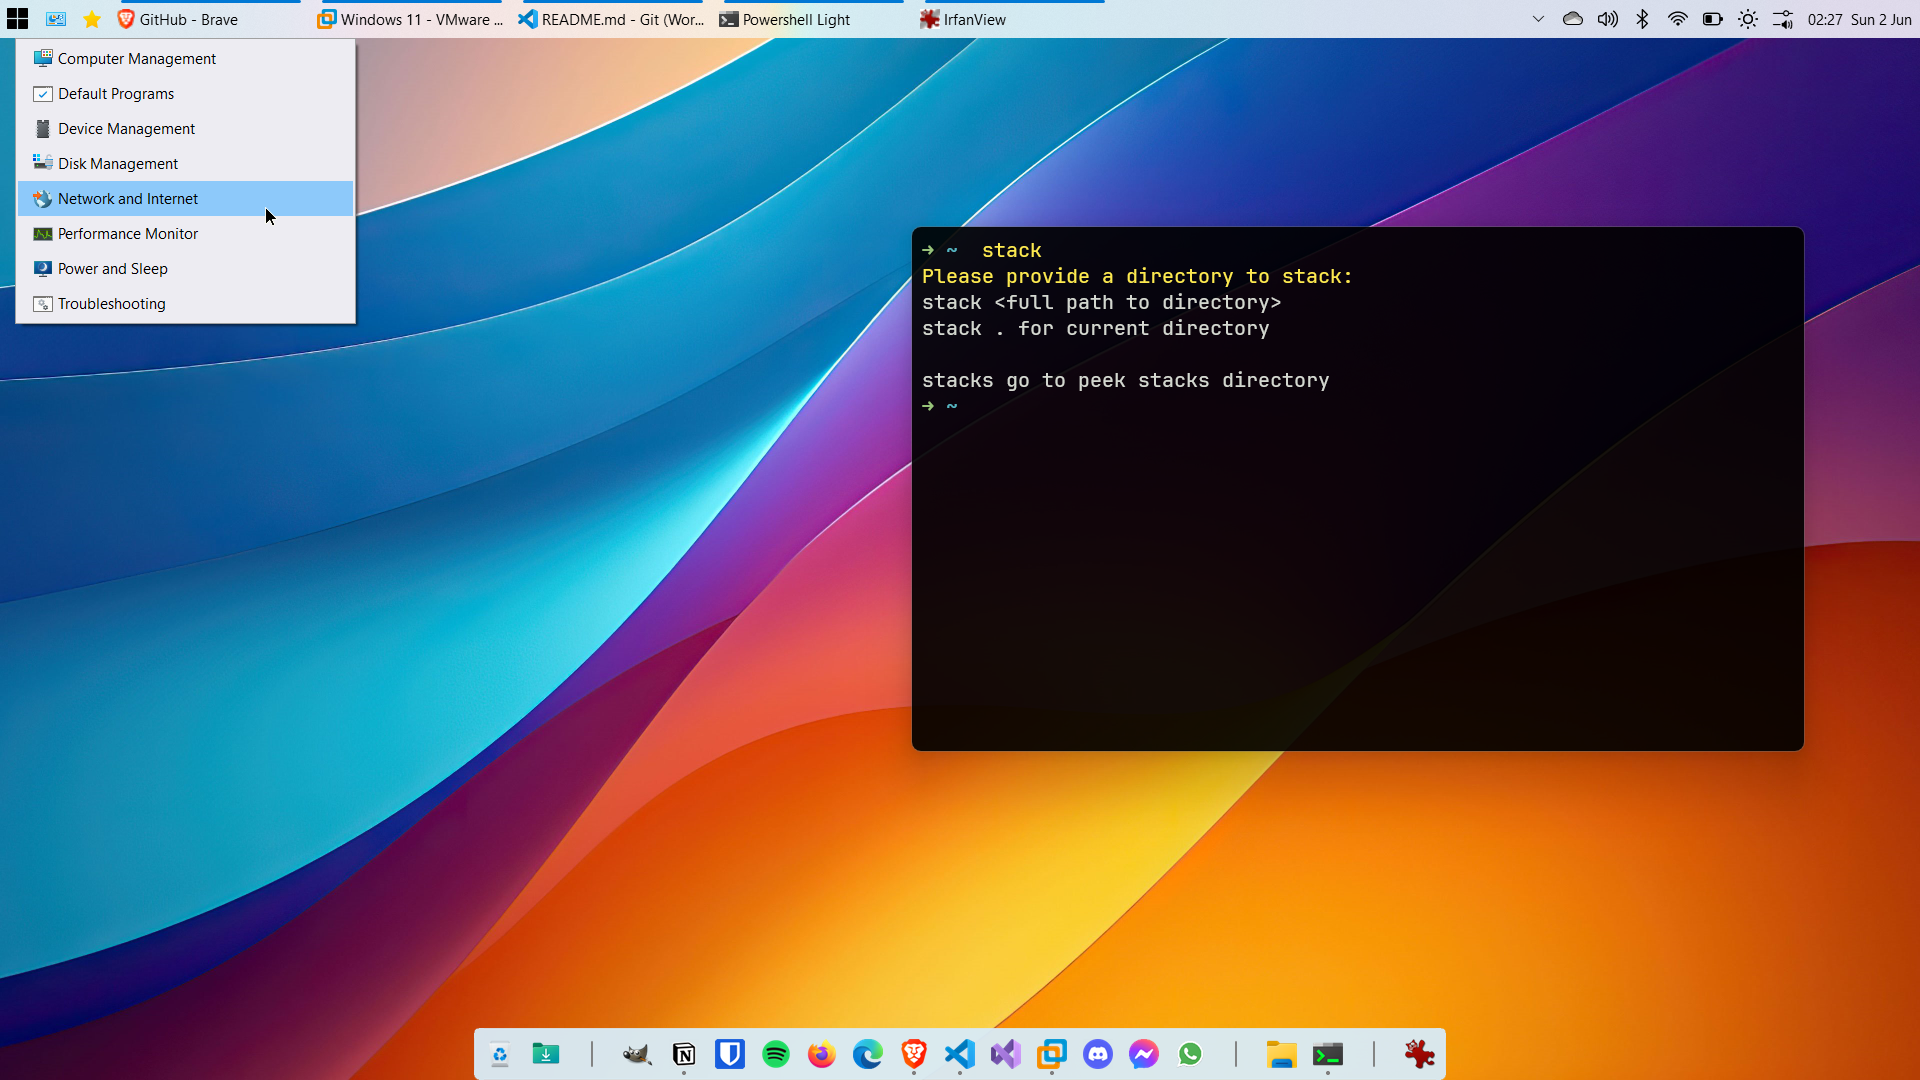 GitHub - Brave
Windows 11 - VMware ...
README.md - Git (Wor...
Powershell Light
IrfanView
02:27 Sun 2 Jun
Computer Management
Default Programs
Device Management
Disk Management
Network and Internet
Performance Monitor
Power and Sleep
Troubleshooting
➜ ~ stack
Please provide a directory to stack:
stack <full path to directory>
stack . for current directory
stacks go to peek stacks directory
➜ ~